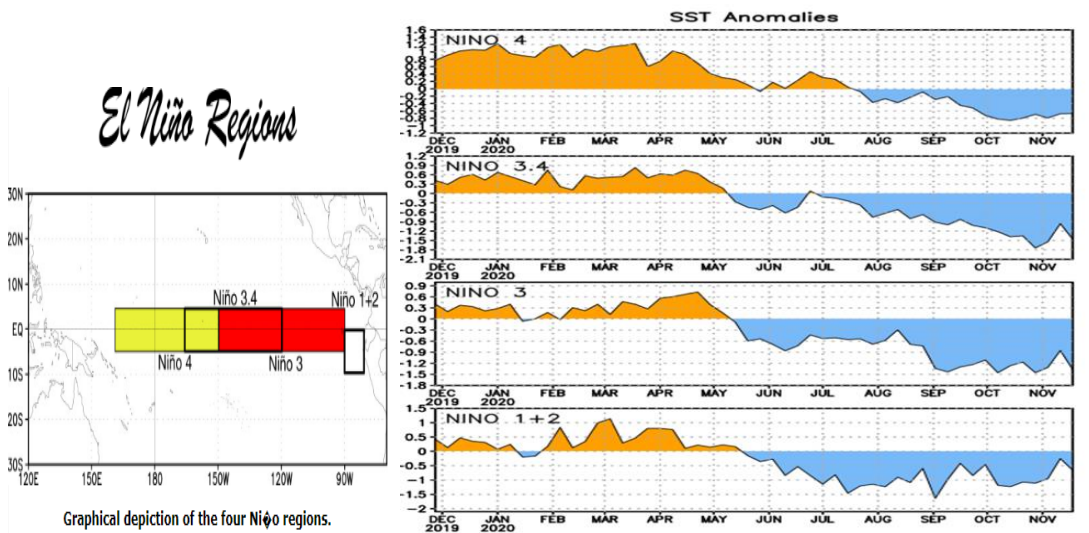 El Niño Regions
30N
20N
10N
EQ
10S
20S
30S
120E 150E 180 150W 120W 90W
Niño 3.4
Niño 1+2
Niño 4
Niño 3
Graphical depiction of the four Ni�o regions.
SST Anomalies
NINO 4
1.6
1.4
1.2
1
0.8
0.6
0.4
0.2
0
-0.2
-0.4
-0.6
-0.8
-1
-1.2
DEC JAN FEB MAR APR MAY JUN JUL AUG SEP OCT NOV
2019 2020
NINO 3.4
1.2
0.9
0.6
0.3
0
-0.3
-0.6
-0.9
-1.2
-1.5
-1.8
-2.1
DEC JAN FEB MAR APR MAY JUN JUL AUG SEP OCT NOV
2019 2020
NINO 3
0.9
0.6
0.3
0
-0.3
-0.6
-0.9
-1.2
-1.5
-1.8
DEC JAN FEB MAR APR MAY JUN JUL AUG SEP OCT NOV
2019 2020
NINO 1+2
1.5
1
0.5
0
-0.5
-1
-1.5
-2
DEC JAN FEB MAR APR MAY JUN JUL AUG SEP OCT NOV
2019 2020